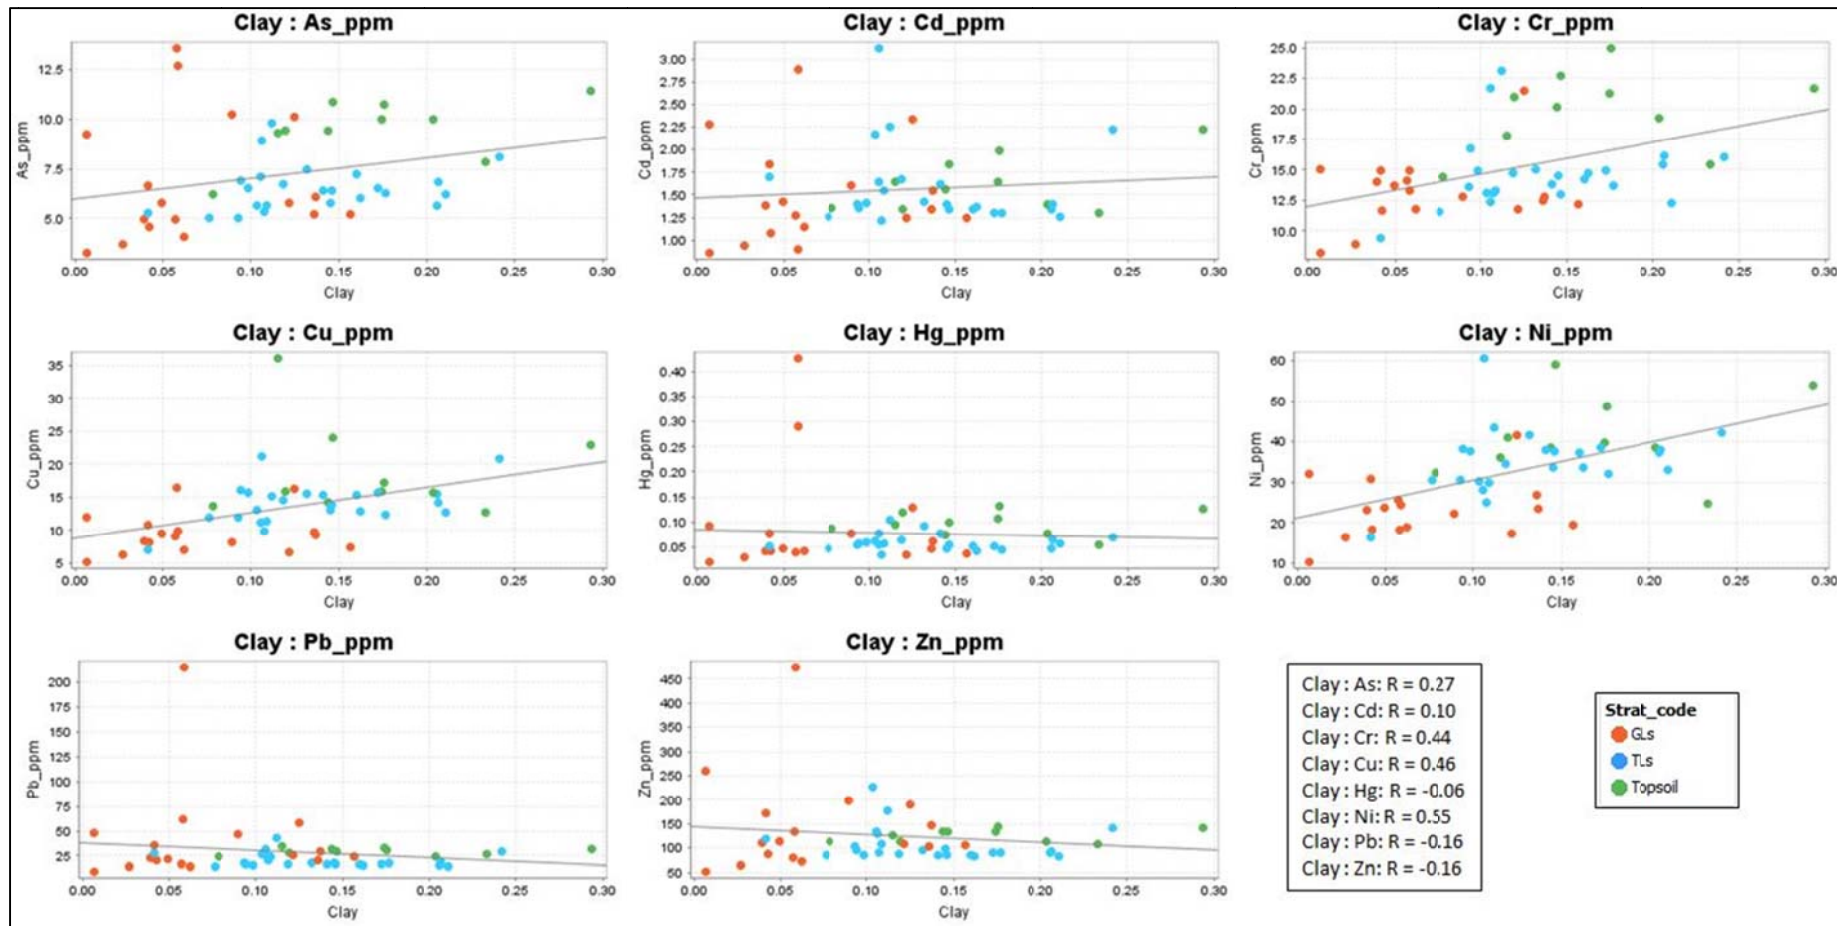 Clay : As_ppm
As_ppm
12.5
10.0
7.5
5.0
0.00 0.05 0.10 0.15 0.20 0.25 0.30
Clay
Clay : Cd_ppm
Cd_ppm
3.00
2.75
2.50
2.25
2.00
1.75
1.50
1.25
1.00
0.00 0.05 0.10 0.15 0.20 0.25 0.30
Clay
Clay : Cr_ppm
Cr_ppm
25.0
22.5
20.0
17.5
15.0
12.5
10.0
0.00 0.05 0.10 0.15 0.20 0.25 0.30
Clay
Clay : Cu_ppm
Cu_ppm
35
30
25
20
15
10
5
0.00 0.05 0.10 0.15 0.20 0.25 0.30
Clay
Clay : Hg_ppm
Hg_ppm
0.40
0.35
0.30
0.25
0.20
0.15
0.10
0.05
0.00 0.05 0.10 0.15 0.20 0.25 0.30
Clay
Clay : Ni_ppm
Ni_ppm
60
50
40
30
20
10
0.00 0.05 0.10 0.15 0.20 0.25 0.30
Clay
Clay : Pb_ppm
Pb_ppm
200
175
150
125
100
75
50
25
0.00 0.05 0.10 0.15 0.20 0.25 0.30
Clay
Clay : Zn_ppm
Zn_ppm
450
400
350
300
250
200
150
100
50
0.00 0.05 0.10 0.15 0.20 0.25 0.30
Clay
Clay : As: R = 0.27
Clay : Cd: R = 0.10
Clay : Cr: R = 0.44
Clay : Cu: R = 0.46
Clay : Hg: R = -0.06
Clay : Ni: R = 0.55
Clay : Pb: R = -0.16
Clay : Zn: R = -0.16
Strat_code
GLs
TLs
Topsoil